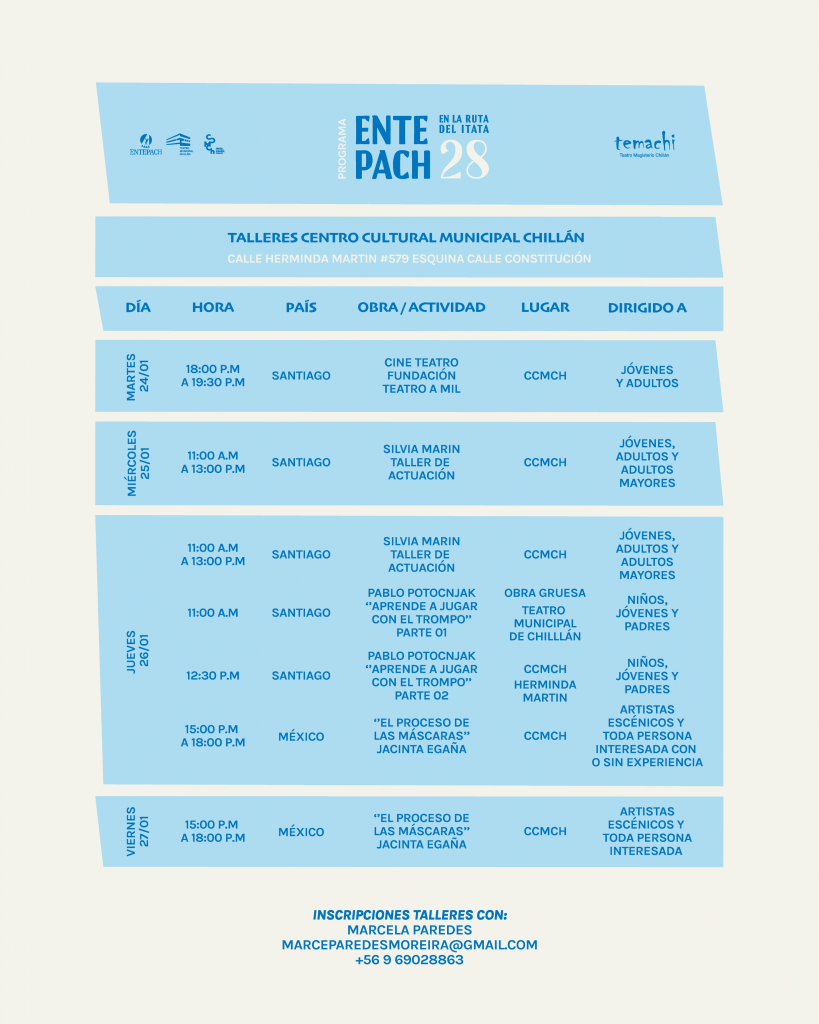 ENTEPACH
PROGRAMA
ENTE
PACH
EN LA RUTA
DEL ITATA
28
temachi
Teatro Magisterio Chillán
TALLERES CENTRO CULTURAL MUNICIPAL CHILLÁN
CALLE HERMINDA MARTIN #579 ESQUINA CALLE CONSTITUCIÓN
DÍA HORA PAÍS OBRA / ACTIVIDAD LUGAR DIRIGIDO A
MARTES
24/01
18:00 P.M
A 19:30 P.M
SANTIAGO
CINE TEATRO
FUNDACIÓN
TEATRO A MIL
CCMCH
JÓVENES
Y ADULTOS
MIÉRCOLES
25/01
11:00 A.M
A 13:00 P.M
SANTIAGO
SILVIA MARIN
TALLER DE
ACTUACIÓN
CCMCH
JÓVENES,
ADULTOS Y
ADULTOS
MAYORES
JUEVES
26/01
11:00 A.M
A 13:00 P.M
SANTIAGO
SILVIA MARIN
TALLER DE
ACTUACIÓN
CCMCH
JÓVENES,
ADULTOS Y
ADULTOS
MAYORES
11:00 A.M
SANTIAGO
PABLO POTOCNJAK
‘’APRENDE A JUGAR
CON EL TROMPO’’
PARTE 01
OBRA GRUESA
TEATRO
MUNICIPAL
DE CHILLLÁN
NIÑOS,
JÓVENES Y
PADRES
12:30 P.M
SANTIAGO
PABLO POTOCNJAK
‘’APRENDE A JUGAR
CON EL TROMPO’’
PARTE 02
CCMCH
HERMINDA
MARTIN
NIÑOS,
JÓVENES Y
PADRES
15:00 P.M
A 18:00 P.M
MÉXICO
‘’EL PROCESO DE
LAS MÁSCARAS’’
JACINTA EGAÑA
CCMCH
ARTISTAS
ESCÉNICOS Y
TODA PERSONA
INTERESADA CON
O SIN EXPERIENCIA
VIERNES
27/01
15:00 P.M
A 18:00 P.M
MÉXICO
‘’EL PROCESO DE
LAS MÁSCARAS’’
JACINTA EGAÑA
CCMCH
ARTISTAS
ESCÉNICOS Y
TODA PERSONA
INTERESADA
INSCRIPCIONES TALLERES CON:
MARCELA PAREDES
MARCEPAREDESMOREIRA@GMAIL.COM
+56 9 69028863